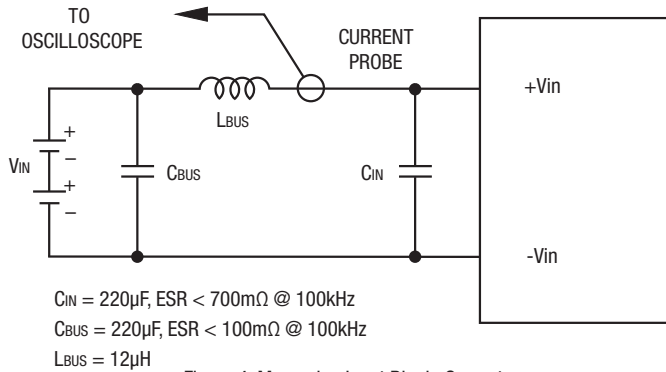 TO
OSCILLOSCOPE
CURRENT
PROBE
+Vin
LBUS
VIN
+
−
+
−
CBUS
CIN
-Vin
CIN = 220μF, ESR < 700mΩ @ 100kHz
CBUS = 220μF, ESR < 100mΩ @ 100kHz
LBUS = 12μH